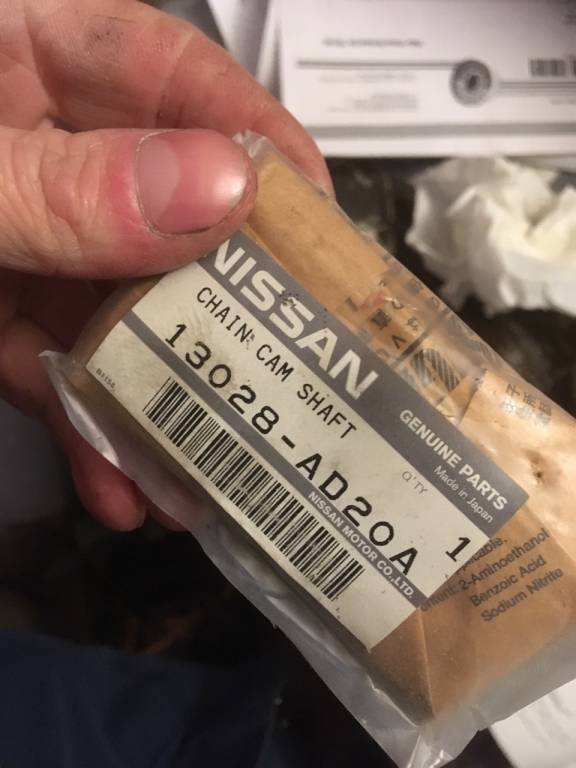 NISSAN
CHAIN-CAM SHAFT
13028-AD20A
GENUINE PARTS
Made in Japan
Q'TY
1
NISSAN MOTOR CO.,LTD.
2-Aminoethanol
Benzoic Acid
Sodium Nitrite